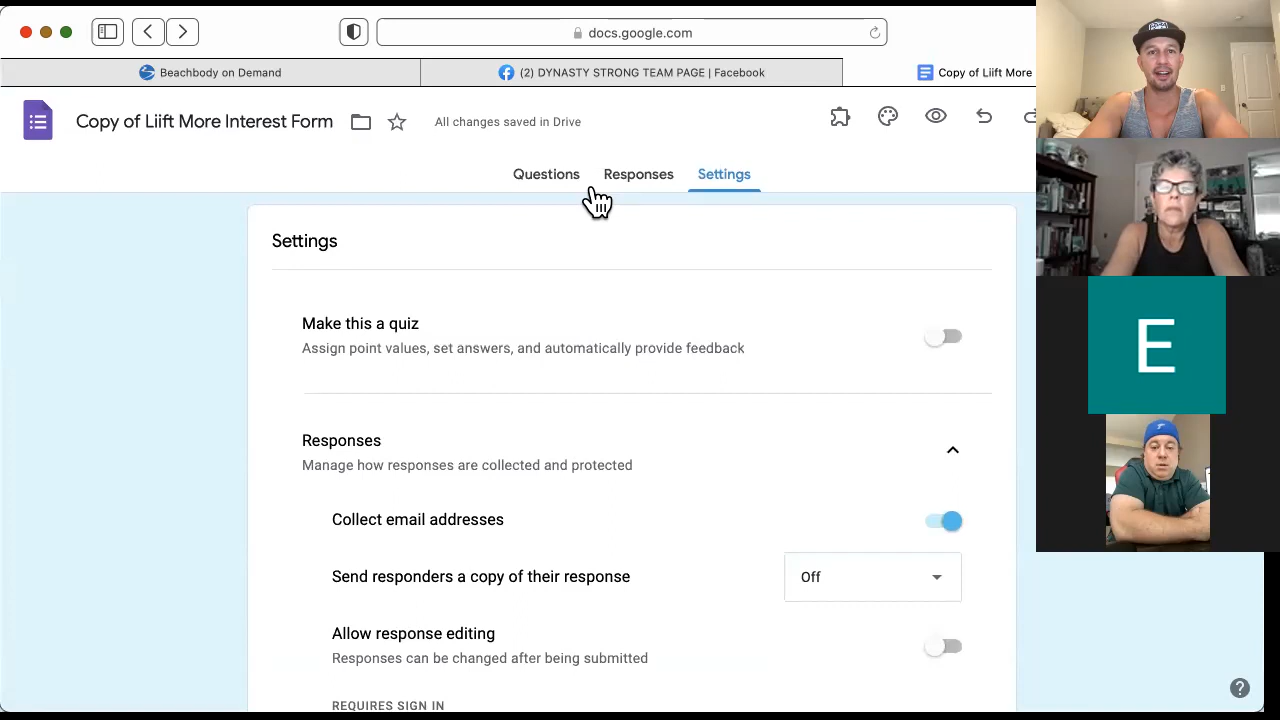 docs.google.com
Beachbody on Demand
(2) DYNASTY STRONG TEAM PAGE | Facebook
Copy of Liift More
Copy of Liift More Interest Form
All changes saved in Drive
Questions
Responses
Settings
Settings
Make this a quiz
Assign point values, set answers, and automatically provide feedback
Responses
Manage how responses are collected and protected
Collect email addresses
Send responders a copy of their response
Off
Allow response editing
Responses can be changed after being submitted
REQUIRES SIGN IN
E